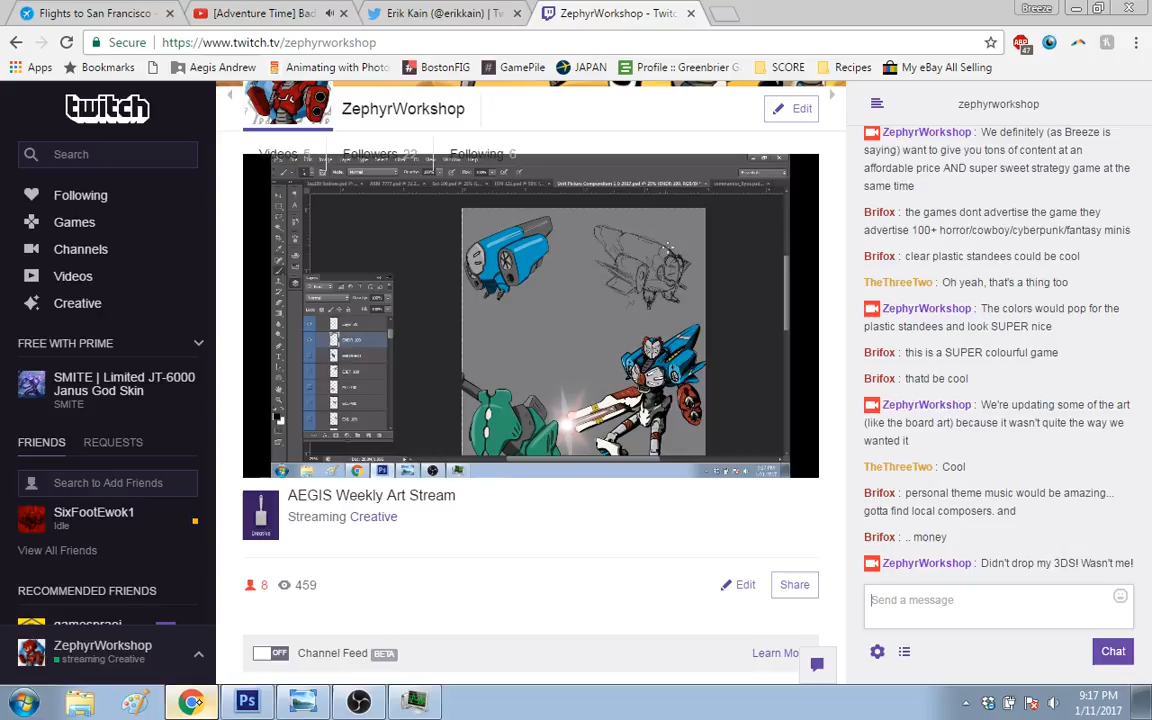 Flights to San Francisco -
[Adventure Time] Bad
Erik Kain (@erikkain) | Tw
ZephyrWorkshop - Twitc
Breeze
Secure
https://www.twitch.tv/zephyrworkshop
47
Apps
Bookmarks
Aegis Andrew
Animating with Photo
BostonFIG
GamePile
JAPAN
Profile :: Greenbrier G
SCORE
Recipes
My eBay All Selling
twitch
Search
Following
Games
Channels
Videos
Creative
FREE WITH PRIME
SMITE | Limited JT-6000
Janus God Skin
SMITE
FRIENDS
REQUESTS
Search to Add Friends
SixFootEwok1
Idle
View All Friends
RECOMMENDED FRIENDS
ZephyrWorkshop
streaming Creative
ZephyrWorkshop
Edit
Videos 5
Followers 22
Following 6
AEGIS Weekly Art Stream
Streaming Creative
8
459
Edit
Share
OFF
Channel Feed BETA
Learn Mo
zephyrworkshop
ZephyrWorkshop : We definitely (as Breeze is
saying) want to give you tons of content at an
affordable price AND super sweet strategy game at the
same time
Brifox : the games dont advertise the game they
advertise 100+ horror/cowboy/cyberpunk/fantasy minis
Brifox : clear plastic standees could be cool
TheThreeTwo : Oh yeah, that's a thing too
ZephyrWorkshop : The colors would pop for the
plastic standees and look SUPER nice
Brifox : this is a SUPER colourful game
Brifox : thatd be cool
ZephyrWorkshop : We're updating some of the art
(like the board art) because it wasn't quite the way we
wanted it
TheThreeTwo : Cool
Brifox : personal theme music would be amazing...
gotta find local composers. and
Brifox : .. money
ZephyrWorkshop : Didn't drop my 3DS! Wasn't me!
Send a message
Chat
Ps
9:17 PM
1/11/2017